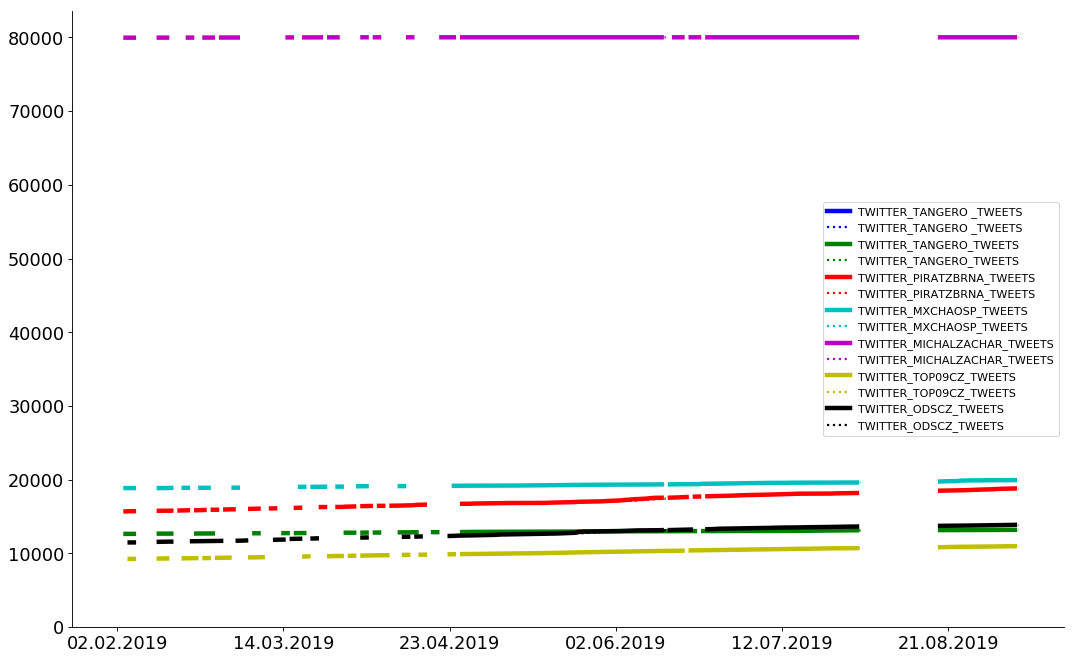 80000
70000
60000
50000
40000
30000
20000
10000
0
TWITTER_TANGERO _TWEETS
TWITTER_TANGERO _TWEETS
TWITTER_TANGERO_TWEETS
TWITTER_TANGERO_TWEETS
TWITTER_PIRATZBRNA_TWEETS
TWITTER_PIRATZBRNA_TWEETS
TWITTER_MXCHAOSP_TWEETS
TWITTER_MXCHAOSP_TWEETS
TWITTER_MICHALZACHAR_TWEETS
TWITTER_MICHALZACHAR_TWEETS
TWITTER_TOP09CZ_TWEETS
TWITTER_TOP09CZ_TWEETS
TWITTER_ODSCZ_TWEETS
TWITTER_ODSCZ_TWEETS
02.02.2019 14.03.2019 23.04.2019 02.06.2019 12.07.2019 21.08.2019